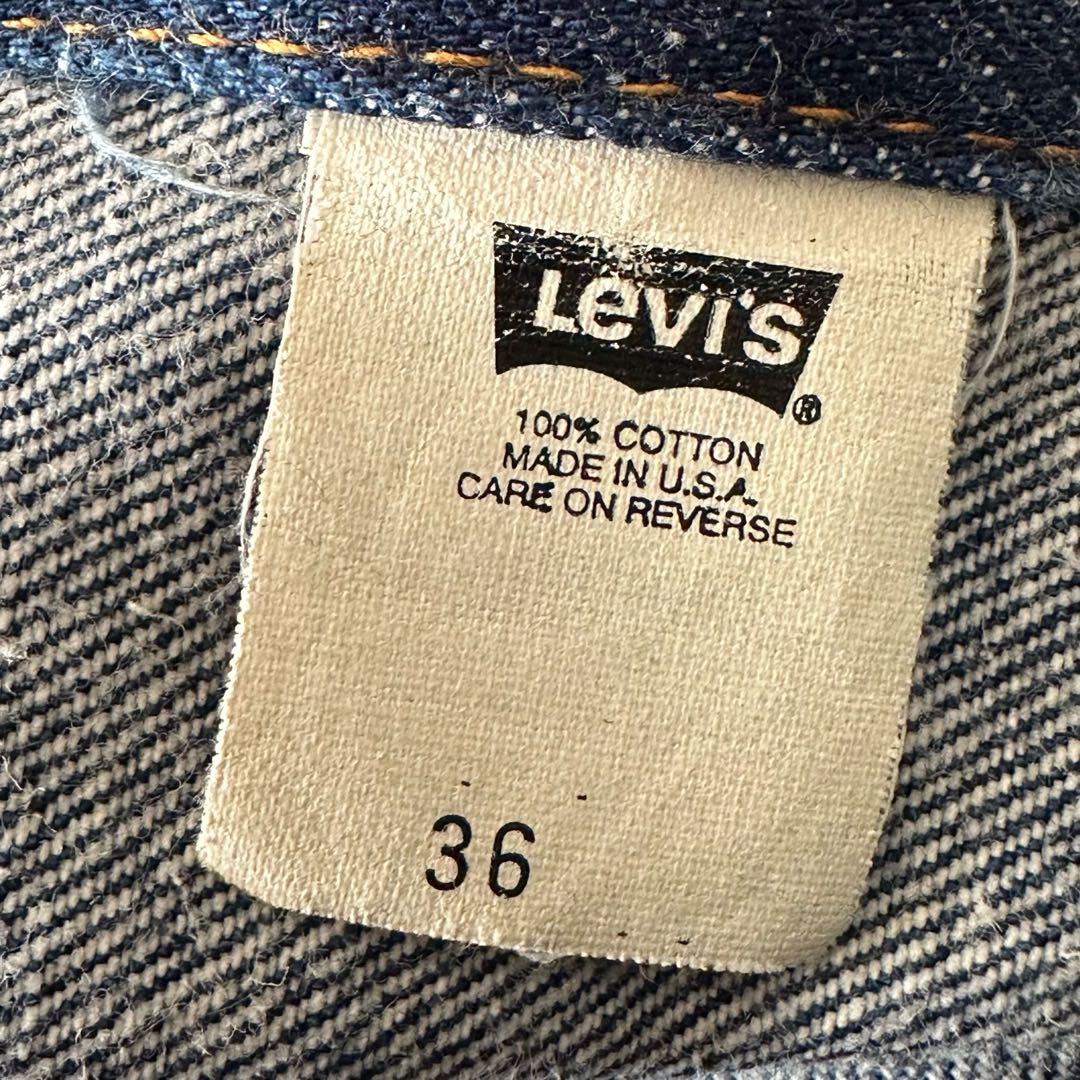 Levi's
®
100% COTTON
MADE IN U.S.A.
CARE ON REVERSE
36